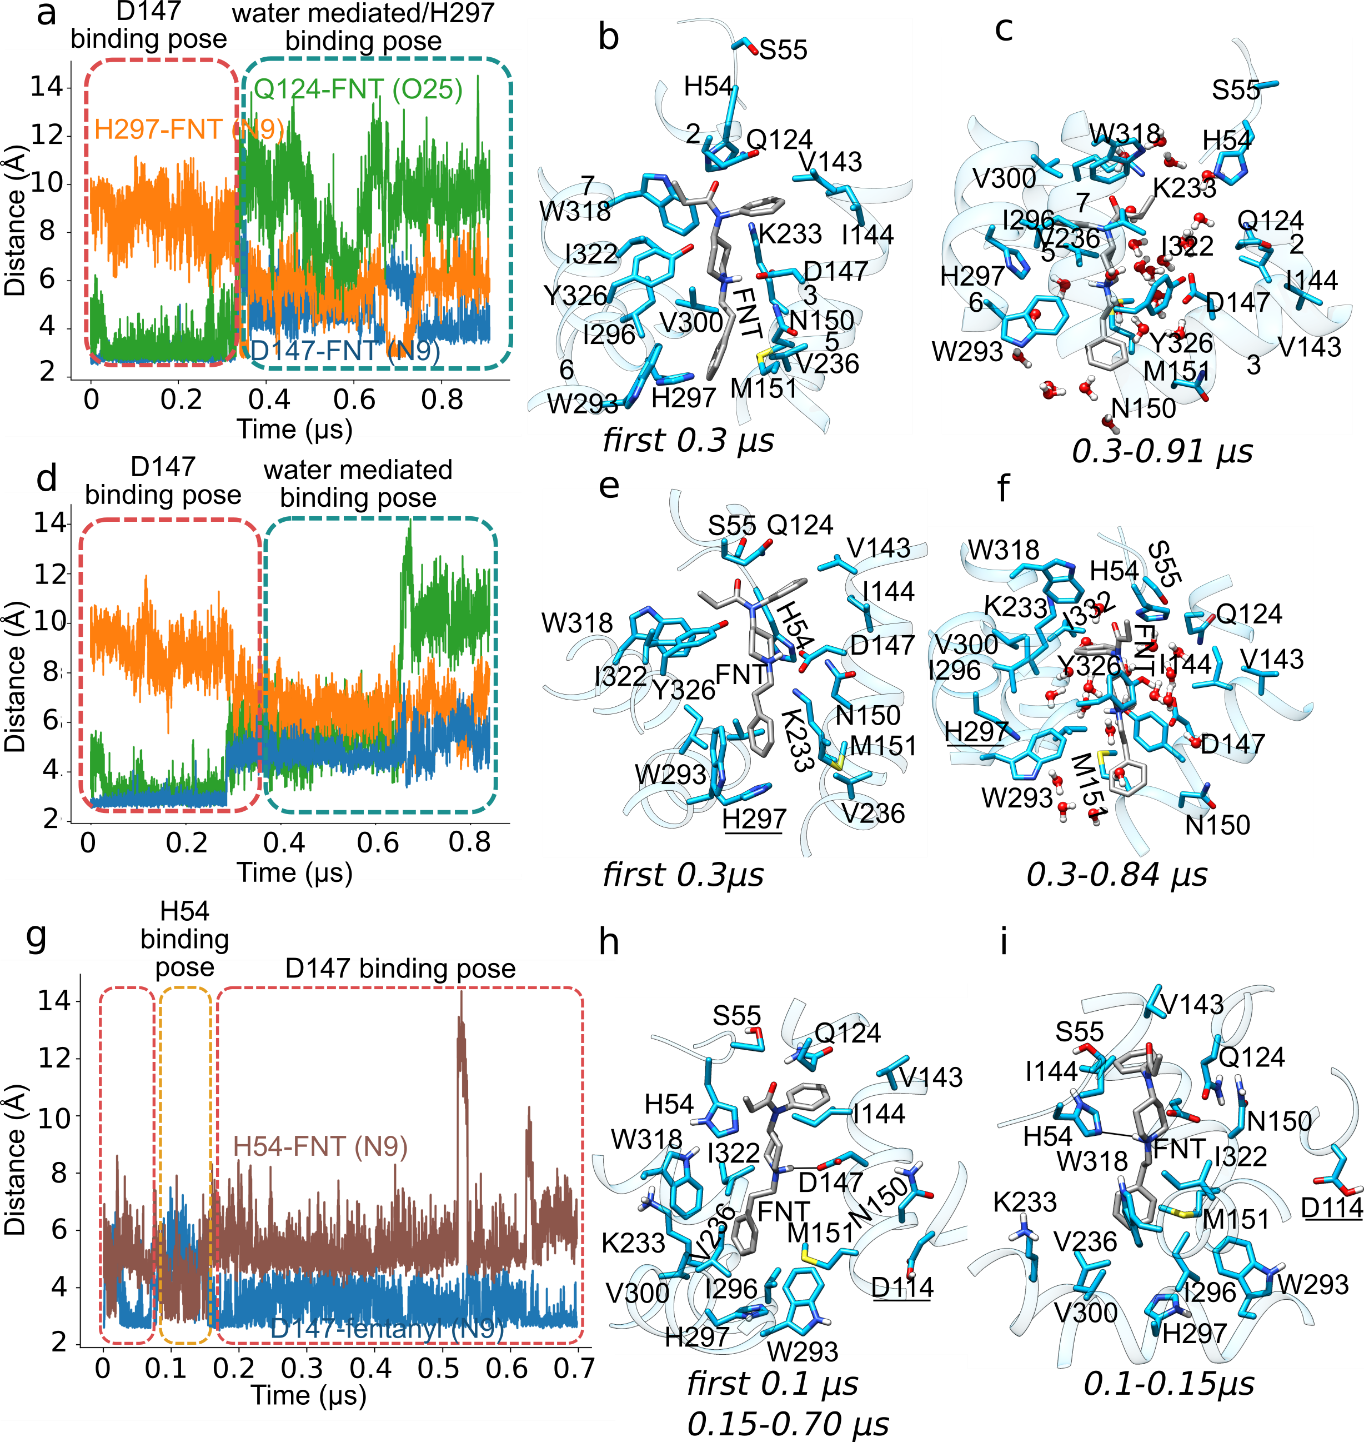 a
D147
binding pose
water mediated/H297
binding pose
Q124-FNT (O25)
H297-FNT (N9)
D147-FNT (N9)
Distance (Å)
14
12
10
8
6
4
2
0
0.2
0.4
0.6
0.8
Time (µs)
b
S55
H54
2
Q124
V143
7
W318
K233
I144
I322
D147
Y326
3
V300
FNT
N150
I296
5
V236
6
M151
W293
H297
first 0.3 µs
c
S55
W318
H54
V300
K233
7
I296
Q124
V236
I322
2
5
H297
I144
6
D147
W293
Y326
V143
M151
3
N150
0.3-0.91 µs
d
D147
binding pose
water mediated
binding pose
Distance (Å)
14
12
10
8
6
4
2
0
0.2
0.4
0.6
0.8
Time (µs)
e
S55
Q124
V143
I144
W318
H54
D147
I322
Y326
FNT
N150
K233
M151
W293
V236
H297
first 0.3µs
f
W318
H54
S55
K233
I332
Q124
V300
FNT
I296
Y326
I144
V143
H297
D147
W293
M151
N150
0.3-0.84 µs
g
H54
binding
pose
D147 binding pose
H54-FNT (N9)
D147-fentanyl (N9)
Distance (Å)
14
12
10
8
6
4
2
0
0.1
0.2
0.3
0.4
0.5
0.6
0.7
Time (µs)
h
S55
Q124
V143
H54
I144
W318
I322
D147
N150
FNT
K233
V236
M151
V300
I296
D114
H297
W293
first 0.1 µs
0.15-0.70 µs
i
V143
S55
Q124
I144
N150
H54
FNT
W318
I322
K233
D114
M151
V236
V300
I296
W293
H297
0.1-0.15µs